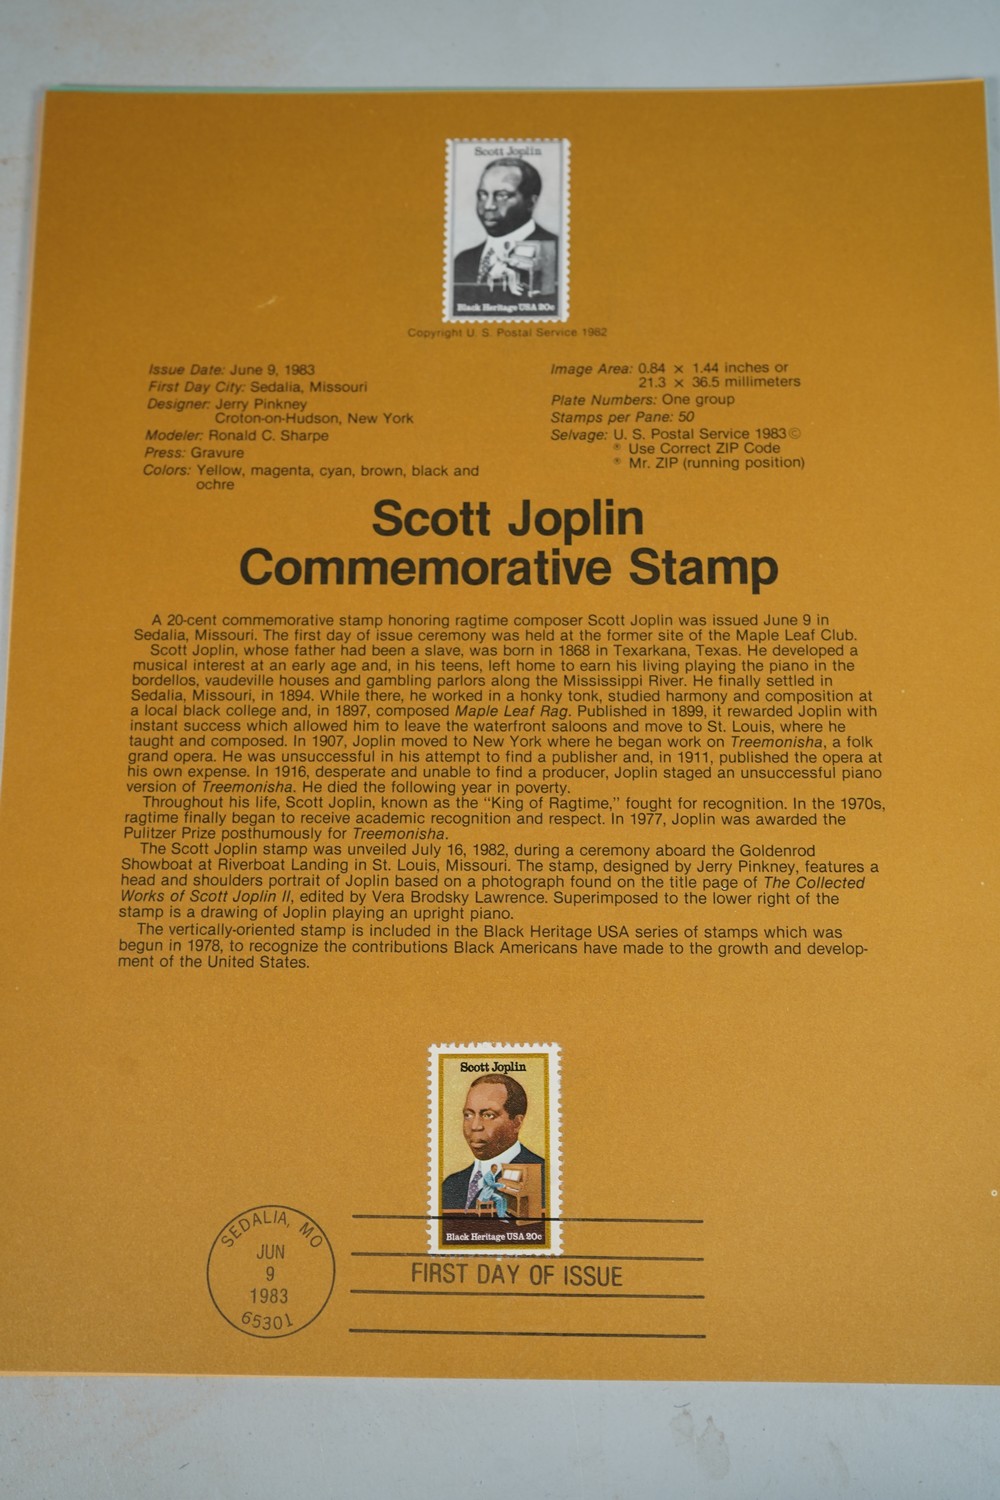 Scott Joplin
Black Heritage USA 20c
Copyright U. S. Postal Service 1982
Issue Date: June 9, 1983
First Day City: Sedalia, Missouri
Designer: Jerry Pinkney
Croton-on-Hudson, New York
Modeler: Ronald C. Sharpe
Press: Gravure
Colors: Yellow, magenta, cyan, brown, black and
ochre
Image Area: 0.84 × 1.44 inches or
21.3 × 36.5 millimeters
Plate Numbers: One group
Stamps per Pane: 50
Selvage: U. S. Postal Service 1983©
® Use Correct ZIP Code
® Mr. ZIP (running position)
Scott Joplin
Commemorative Stamp
A 20-cent commemorative stamp honoring ragtime composer Scott Joplin was issued June 9 in
Sedalia, Missouri. The first day of issue ceremony was held at the former site of the Maple Leaf Club.
Scott Joplin, whose father had been a slave, was born in 1868 in Texarkana, Texas. He developed a
musical interest at an early age and, in his teens, left home to earn his living playing the piano in the
bordellos, vaudeville houses and gambling parlors along the Mississippi River. He finally settled in
Sedalia, Missouri, in 1894. While there, he worked in a honky tonk, studied harmony and composition at
a local black college and, in 1897, composed Maple Leaf Rag. Published in 1899, it rewarded Joplin with
instant success which allowed him to leave the waterfront saloons and move to St. Louis, where he
taught and composed. In 1907, Joplin moved to New York where he began work on Treemonisha, a folk
grand opera. He was unsuccessful in his attempt to find a publisher and, in 1911, published the opera at
his own expense. In 1916, desperate and unable to find a producer, Joplin staged an unsuccessful piano
version of Treemonisha. He died the following year in poverty.
Throughout his life, Scott Joplin, known as the “King of Ragtime,” fought for recognition. In the 1970s,
ragtime finally began to receive academic recognition and respect. In 1977, Joplin was awarded the
Pulitzer Prize posthumously for Treemonisha.
The Scott Joplin stamp was unveiled July 16, 1982, during a ceremony aboard the Goldenrod
Showboat at Riverboat Landing in St. Louis, Missouri. The stamp, designed by Jerry Pinkney, features a
head and shoulders portrait of Joplin based on a photograph found on the title page of The Collected
Works of Scott Joplin II, edited by Vera Brodsky Lawrence. Superimposed to the lower right of the
stamp is a drawing of Joplin playing an upright piano.
The vertically-oriented stamp is included in the Black Heritage USA series of stamps which was
begun in 1978, to recognize the contributions Black Americans have made to the growth and develop-
ment of the United States.
Scott Joplin
Black Heritage USA 20c
SEDALIA, MO
JUN
9
1983
65301
FIRST DAY OF ISSUE